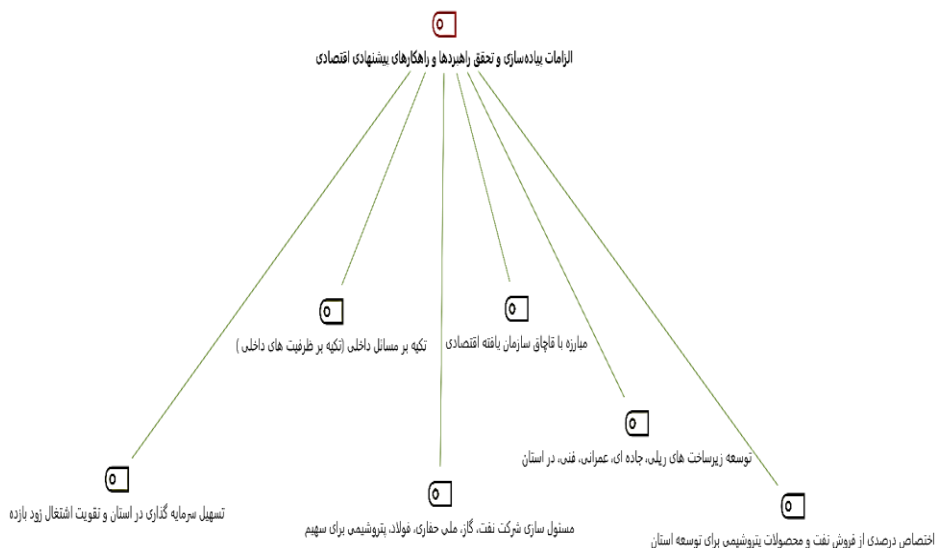 الزامات پیاده‌سازی و تحقق راهبردها و راهکارهای پیشنهادی اقتصادی
مبارزه با قاچاق سازمان یافته اقتصادی
تکیه بر مسائل داخلی (تکیه بر ظرفیت های داخلی )
توسعه زیرساخت های ریلی، جاده ای، عمرانی، فنی، در استان
تسهیل سرمایه گذاری در استان و تقویت اشتغال زود بازده
مسئول سازی شرکت نفت، گاز، ملی حفاری، فولاد، پتروشیمی برای سهیم
اختصاص درصدی از فروش نفت و محصولات پتروشیمی برای توسعه استان